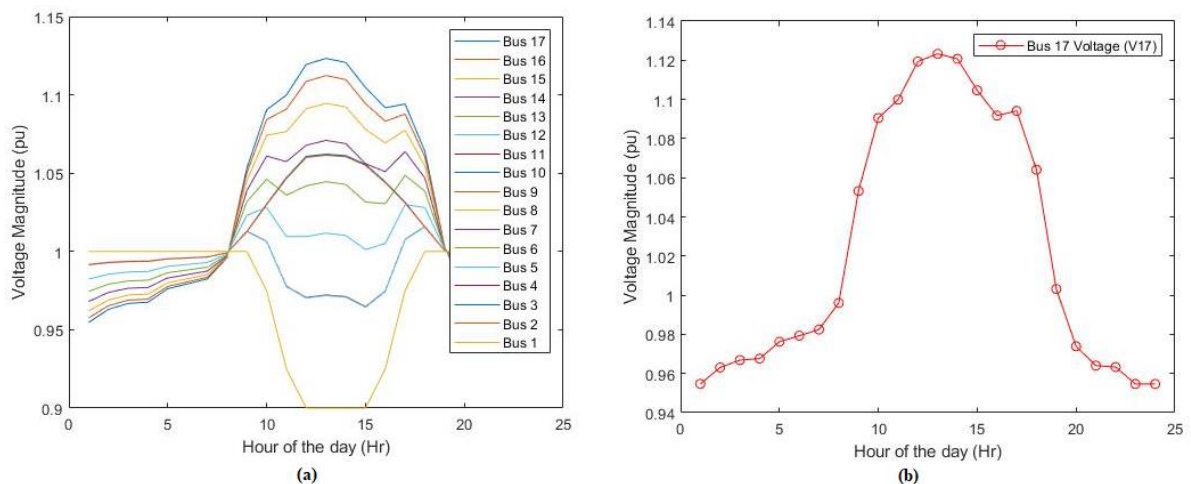 1.15
1.1
1.05
1
0.95
0.9
Voltage Magnitude (pu)
0
5
10
15
20
25
Hour of the day (Hr)
Bus 17
Bus 16
Bus 15
Bus 14
Bus 13
Bus 12
Bus 11
Bus 10
Bus 9
Bus 8
Bus 7
Bus 6
Bus 5
Bus 4
Bus 3
Bus 2
Bus 1
(a)
1.14
1.12
1.1
1.08
1.06
1.04
1.02
1
0.98
0.96
0.94
Voltage Magnitude (pu)
0
5
10
15
20
25
Hour of the day (Hr)
Bus 17 Voltage (V17)
(b)